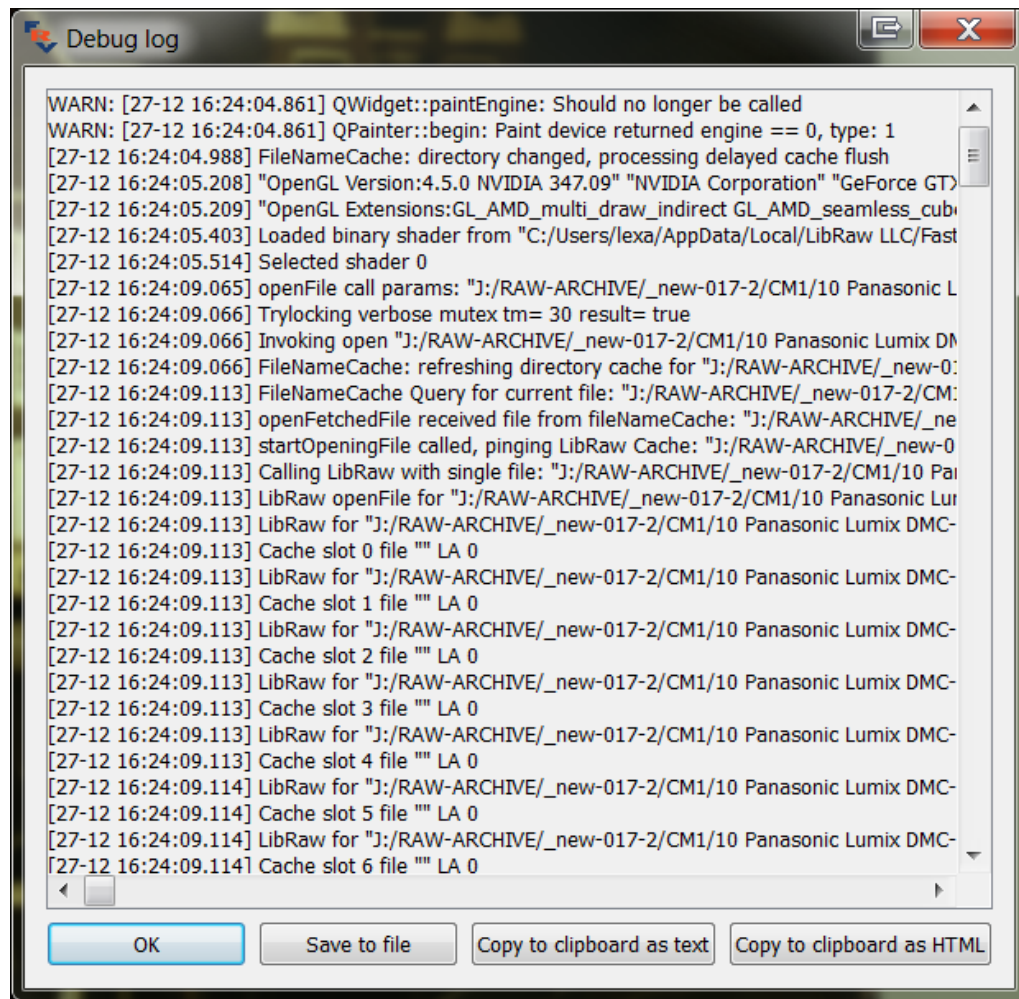 Debug log
WARN: [27-12 16:24:04.861] QWidget::paintEngine: Should no longer be called
WARN: [27-12 16:24:04.861] QPainter::begin: Paint device returned engine == 0, type: 1
[27-12 16:24:04.988] FileNameCache: directory changed, processing delayed cache flush
[27-12 16:24:05.208] "OpenGL Version:4.5.0 NVIDIA 347.09" "NVIDIA Corporation" "GeForce GTX
[27-12 16:24:05.209] "OpenGL Extensions:GL_AMD_multi_draw_indirect GL_AMD_seamless_cub
[27-12 16:24:05.403] Loaded binary shader from "C:/Users/lexa/AppData/Local/LibRaw LLC/Fast
[27-12 16:24:05.514] Selected shader 0
[27-12 16:24:09.065] openFile call params: "J:/RAW-ARCHIVE/_new-017-2/CM1/10 Panasonic L
[27-12 16:24:09.066] Trylocking verbose mutex tm= 30 result= true
[27-12 16:24:09.066] Invoking open "J:/RAW-ARCHIVE/_new-017-2/CM1/10 Panasonic Lumix DM
[27-12 16:24:09.066] FileNameCache: refreshing directory cache for "J:/RAW-ARCHIVE/_new-01
[27-12 16:24:09.113] FileNameCache Query for current file: "J:/RAW-ARCHIVE/_new-017-2/CM1
[27-12 16:24:09.113] openFetchedFile received file from fileNameCache: "J:/RAW-ARCHIVE/_ne
[27-12 16:24:09.113] startOpeningFile called, pinging LibRaw Cache: "J:/RAW-ARCHIVE/_new-0
[27-12 16:24:09.113] Calling LibRaw with single file: "J:/RAW-ARCHIVE/_new-017-2/CM1/10 Pa
[27-12 16:24:09.113] LibRaw openFile for "J:/RAW-ARCHIVE/_new-017-2/CM1/10 Panasonic Lu
[27-12 16:24:09.113] LibRaw for "J:/RAW-ARCHIVE/_new-017-2/CM1/10 Panasonic Lumix DMC-
[27-12 16:24:09.113] Cache slot 0 file "" LA 0
[27-12 16:24:09.113] LibRaw for "J:/RAW-ARCHIVE/_new-017-2/CM1/10 Panasonic Lumix DMC-
[27-12 16:24:09.113] Cache slot 1 file "" LA 0
[27-12 16:24:09.113] LibRaw for "J:/RAW-ARCHIVE/_new-017-2/CM1/10 Panasonic Lumix DMC-
[27-12 16:24:09.113] Cache slot 2 file "" LA 0
[27-12 16:24:09.113] LibRaw for "J:/RAW-ARCHIVE/_new-017-2/CM1/10 Panasonic Lumix DMC-
[27-12 16:24:09.113] Cache slot 3 file "" LA 0
[27-12 16:24:09.113] LibRaw for "J:/RAW-ARCHIVE/_new-017-2/CM1/10 Panasonic Lumix DMC-
[27-12 16:24:09.113] Cache slot 4 file "" LA 0
[27-12 16:24:09.114] LibRaw for "J:/RAW-ARCHIVE/_new-017-2/CM1/10 Panasonic Lumix DMC-
[27-12 16:24:09.114] Cache slot 5 file "" LA 0
[27-12 16:24:09.114] LibRaw for "J:/RAW-ARCHIVE/_new-017-2/CM1/10 Panasonic Lumix DMC-
[27-12 16:24:09.114] Cache slot 6 file "" LA 0
OK Save to file Copy to clipboard as text Copy to clipboard as HTML